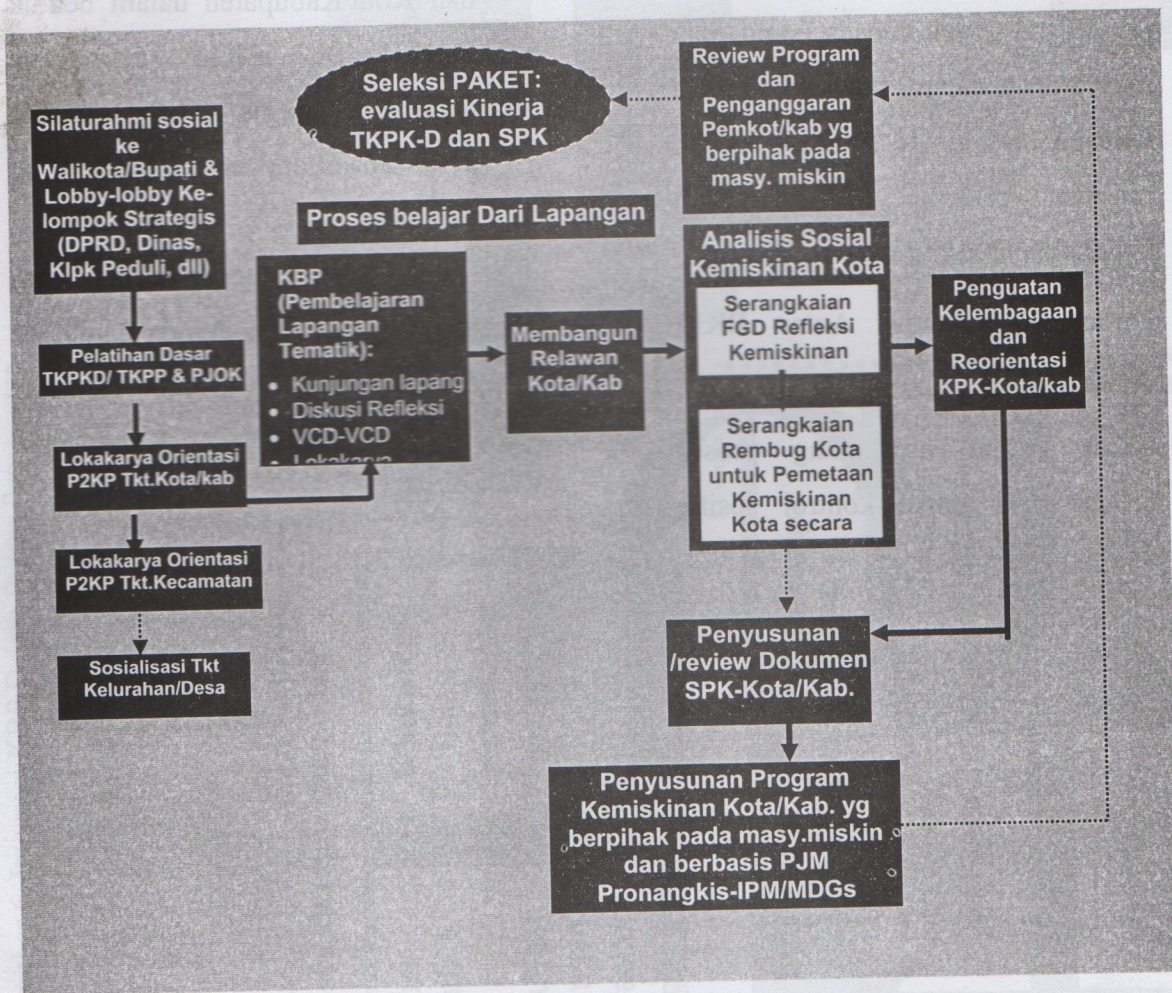 Seleksi PAKET:
evaluasi Kinerja
TKPK-D dan SPK
Review Program
dan
Penganggaran
Pemkot/kab yg
berpihak pada
masy. miskin
Silaturahmi sosial
ke
Walikota/Bupati &
Lobby-lobby Ke-
lompok Strategis
(DPRD, Dinas,
Klpk Peduli, dll)
Proses belajar Dari Lapangan
Pelatihan Dasar
TKPKD/ TKPP & PJOK
Lokakarya Orientasi
P2KP Tkt.Kota/kab
Lokakarya Orientasi
P2KP Tkt.Kecamatan
Sosialisasi Tkt
Kelurahan/Desa
KBP
(Pembelajaran
Lapangan
Tematik):
• Kunjungan lapang
• Diskusi Refleksi
• VCD-VCD
• Lokakarya
Membangun
Relawan
Kota/Kab
Analisis Sosial
Kemiskinan Kota
Serangkaian
FGD Refleksi
Kemiskinan
Serangkaian
Rembug Kota
untuk Pemetaan
Kemiskinan
Kota secara
Penguatan
Kelembagaan
dan
Reorientasi
KPK-Kota/kab
Penyusunan
/review Dokumen
SPK-Kota/Kab.
Penyusunan Program
Kemiskinan Kota/Kab. yg
berpihak pada masy.miskin
dan berbasis PJM
Pronangkis-IPM/MDGs